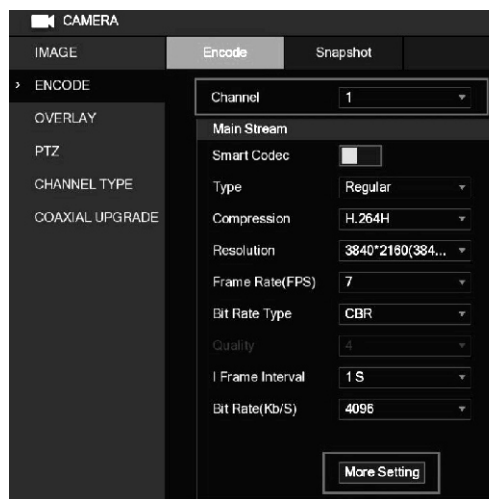 CAMERA
IMAGE
Encode
Snapshot
> ENCODE
OVERLAY
PTZ
CHANNEL TYPE
COAXIAL UPGRADE
Channel 1
Main Stream
Smart Codec
Type Regular
Compression H.264H
Resolution 3840*2160(384...
Frame Rate(FPS) 7
Bit Rate Type CBR
Quality 4
I Frame Interval 1 S
Bit Rate(Kb/S) 4096
More Setting